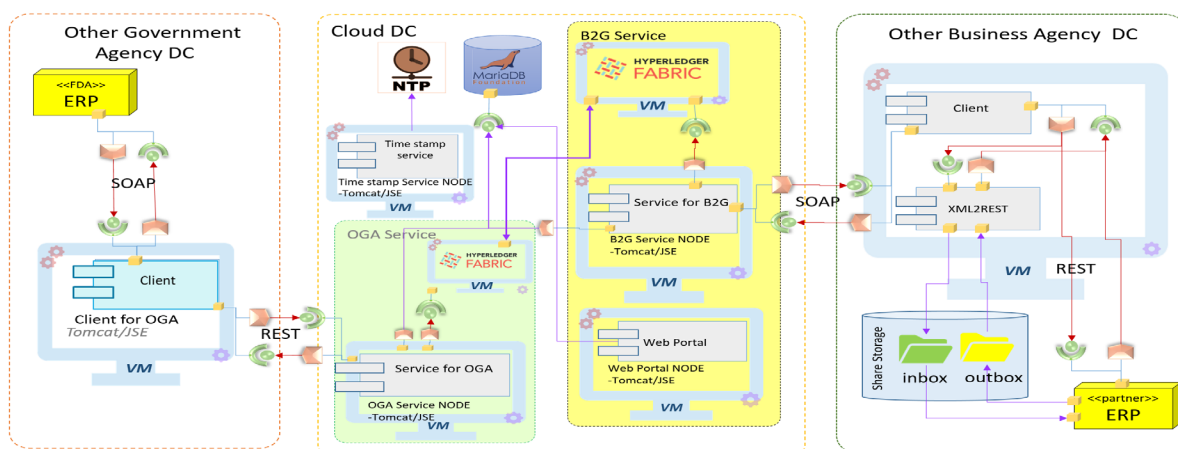 Other Government
Agency DC
<<FDA>>
ERP
SOAP
Client
Client for OGA
Tomcat/JSE
VM
REST
Cloud DC
NTP
MariaDB
Foundation
Time stamp
service
Time stamp Service NODE
-Tomcat/JSE
VM
OGA Service
HYPERLEDGER
FABRIC
VM
Service for OGA
OGA Service NODE
-Tomcat/JSE
VM
B2G Service
HYPERLEDGER
FABRIC
VM
Service for B2G
B2G Service NODE
-Tomcat/JSE
VM
Web Portal
Web Portal NODE
-Tomcat/JSE
VM
SOAP
Other Business Agency DC
Client
XML2REST
VM
REST
Share Storage
inbox
outbox
<<partner>>
ERP